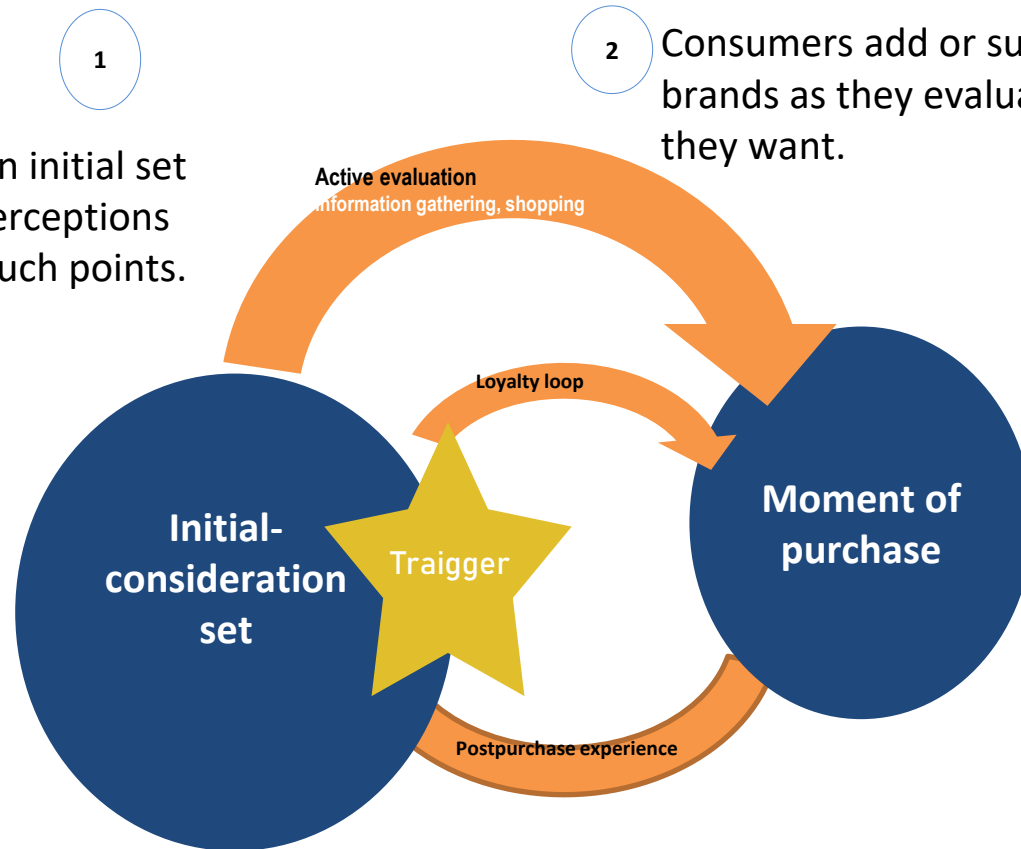 1
n initial set
erceptions
uch points.
2
Consumers add or su
brands as they evalua
they want.
Active evaluation
nformation gathering, shopping
Loyalty loop
Initial-
consideration
set
Traigger
Moment of
purchase
Postpurchase experience